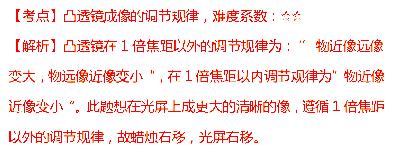 【考点】凸透镜成像的调节规律，难度系数：☆☆
【解析】凸透镜在1倍焦距以外的调节规律为：“ 物近像远像
变大，物远像近像变小“，在1倍焦距以内调节规律为”物近像
近像变小“。此题想在光屏上成更大的清晰的像，遵循1倍焦距
以外的调节规律，故蜡烛右移，光屏右移。